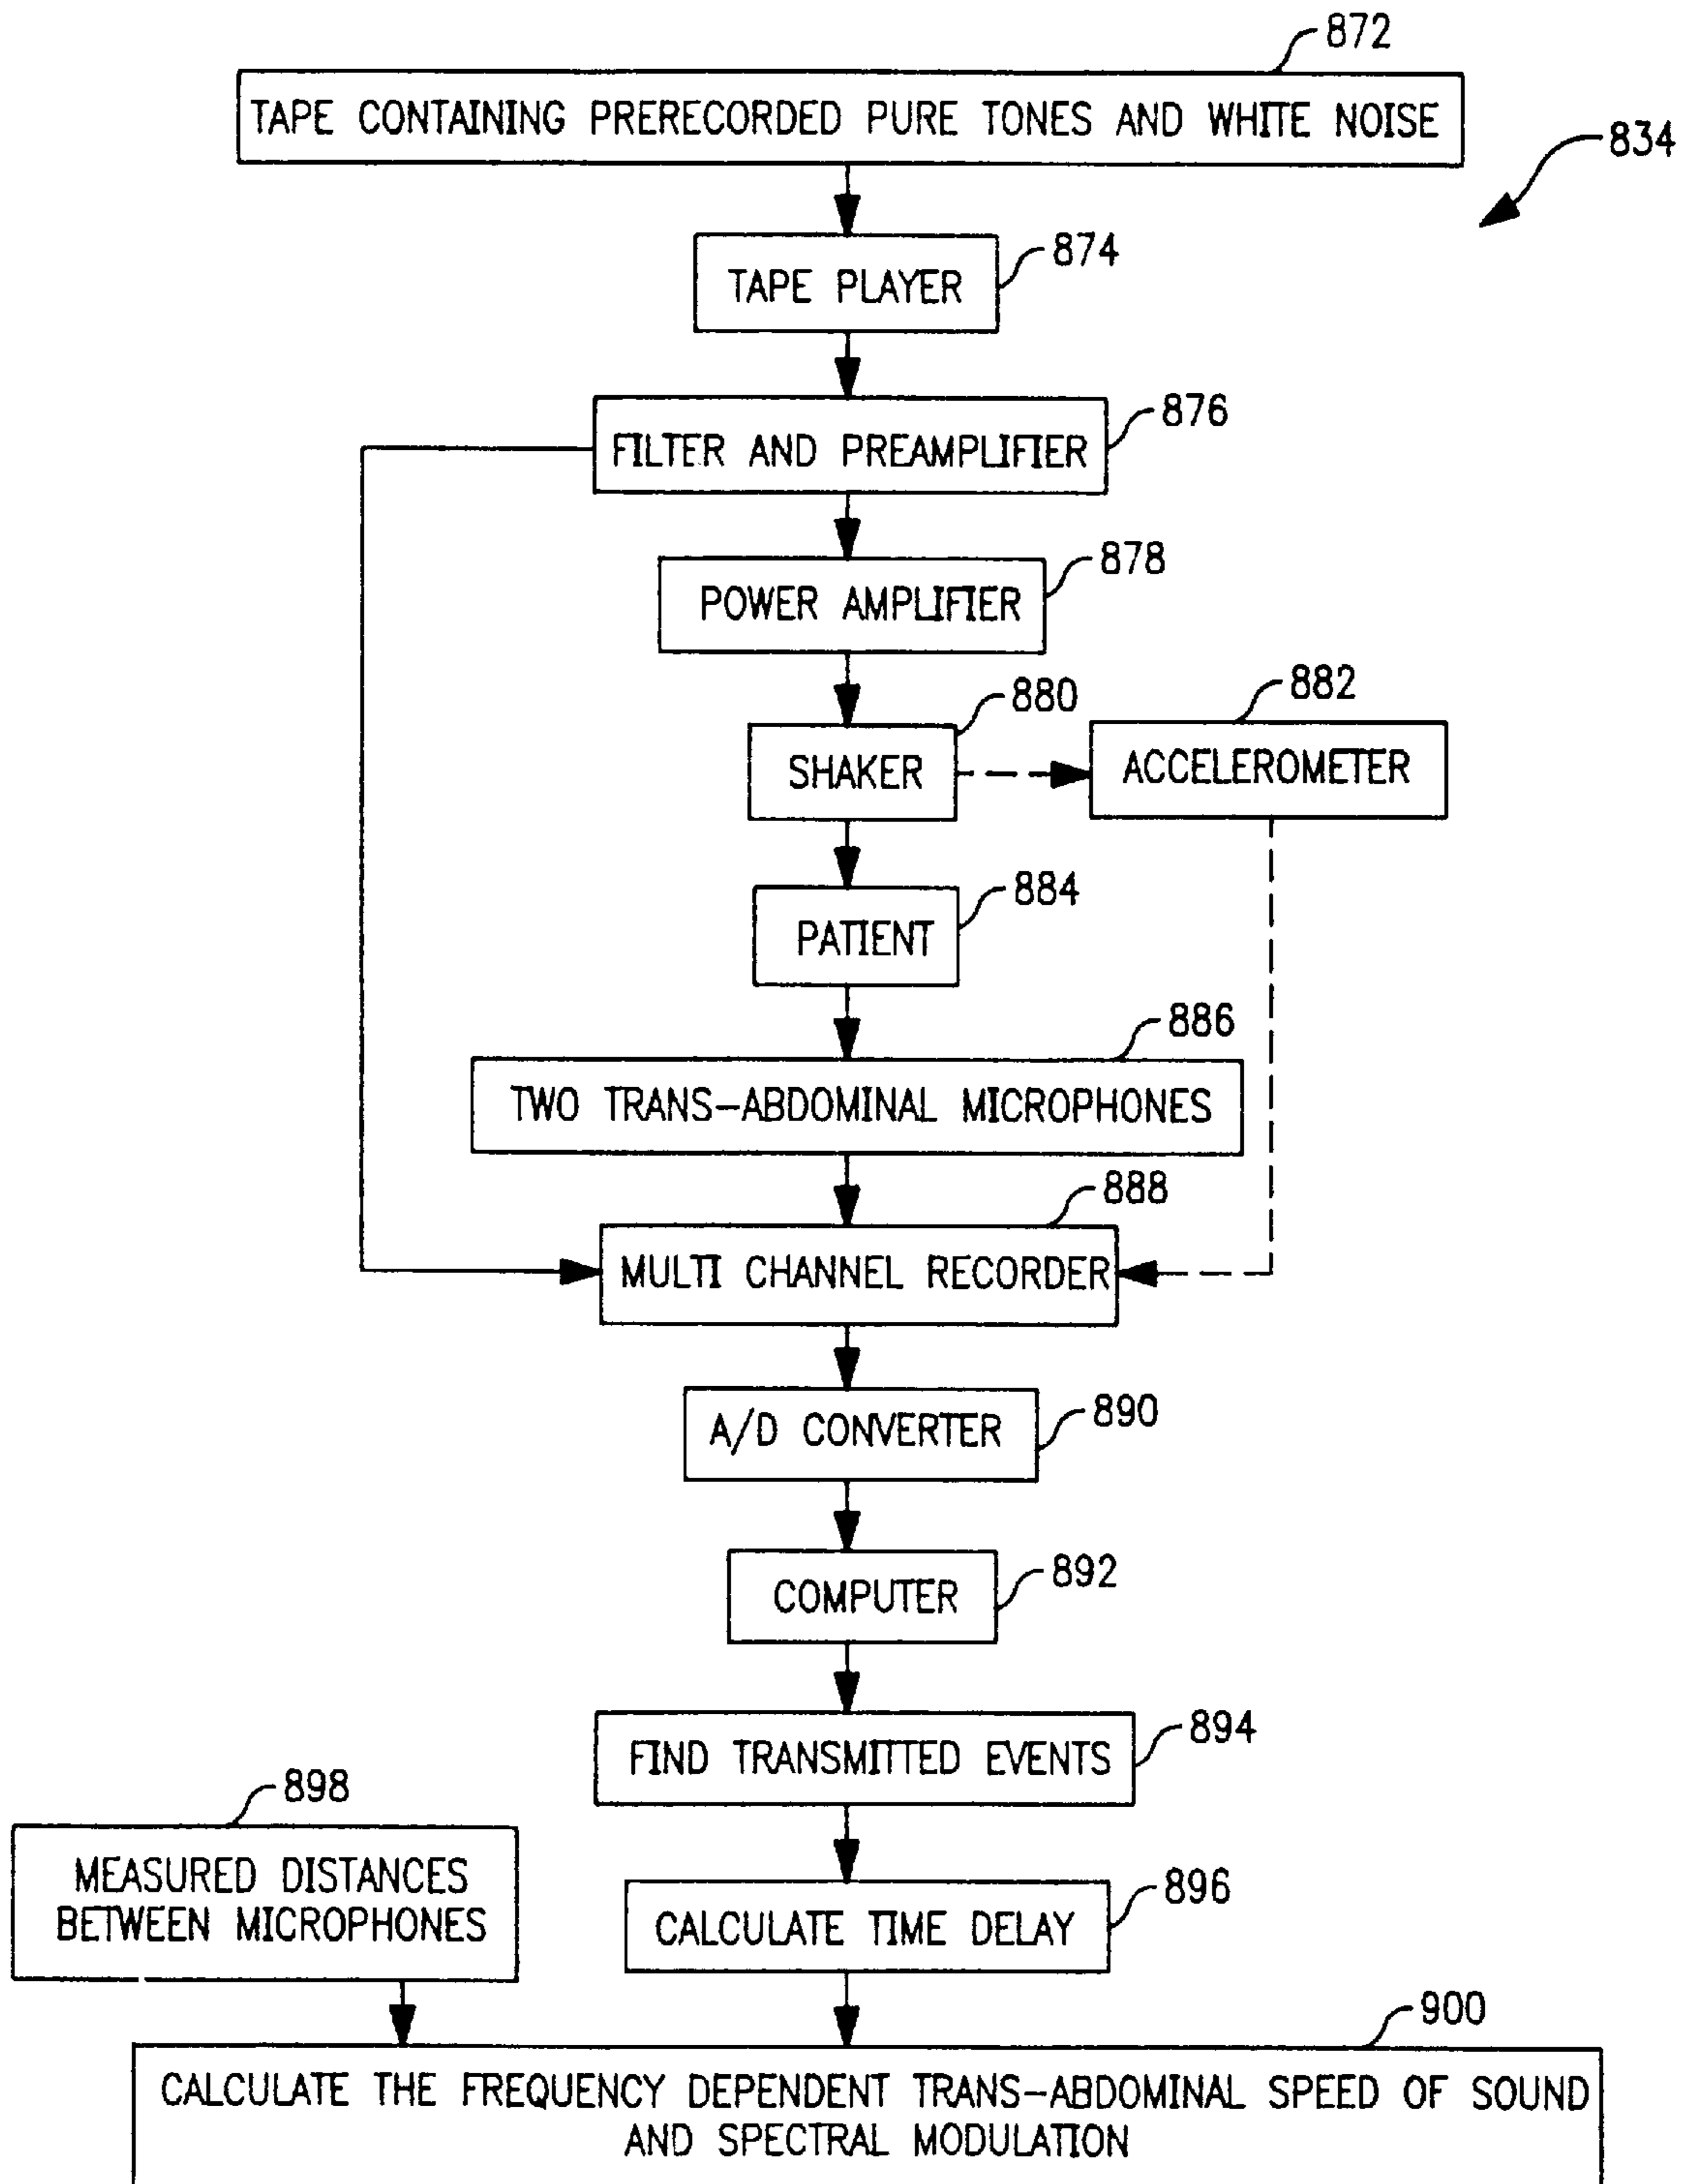 872
TAPE CONTAINING PRERECORDED PURE TONES AND WHITE NOISE
834
874
TAPE PLAYER
876
FILTER AND PREAMPLIFIER
878
POWER AMPLIFIER
880
SHAKER
882
ACCELEROMETER
884
PATIENT
886
TWO TRANS-ABDOMINAL MICROPHONES
888
MULTI CHANNEL RECORDER
890
A/D CONVERTER
892
COMPUTER
894
FIND TRANSMITTED EVENTS
898
MEASURED DISTANCES
BETWEEN MICROPHONES
896
CALCULATE TIME DELAY
900
CALCULATE THE FREQUENCY DEPENDENT TRANS-ABDOMINAL SPEED OF SOUND
AND SPECTRAL MODULATION